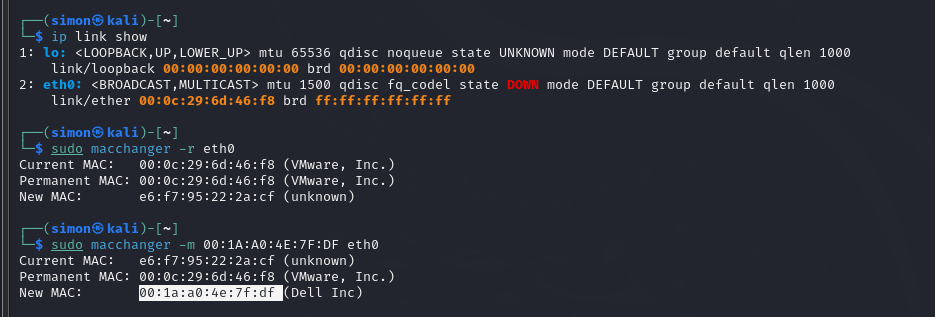 ┌──(simon㉿kali)-[~]
└─$ ip link show
1: lo: <LOOPBACK,UP,LOWER_UP> mtu 65536 qdisc noqueue state UNKNOWN mode DEFAULT group default qlen 1000
    link/loopback 00:00:00:00:00:00 brd 00:00:00:00:00:00
2: eth0: <BROADCAST,MULTICAST> mtu 1500 qdisc fq_codel state DOWN mode DEFAULT group default qlen 1000
    link/ether 00:0c:29:6d:46:f8 brd ff:ff:ff:ff:ff:ff
┌──(simon㉿kali)-[~]
└─$ sudo macchanger -r eth0
Current MAC:   00:0c:29:6d:46:f8 (VMware, Inc.)
Permanent MAC: 00:0c:29:6d:46:f8 (VMware, Inc.)
New MAC:       e6:f7:95:22:2a:cf (unknown)
┌──(simon㉿kali)-[~]
└─$ sudo macchanger -m 00:1A:A0:4E:7F:DF eth0
Current MAC:   e6:f7:95:22:2a:cf (unknown)
Permanent MAC: 00:0c:29:6d:46:f8 (VMware, Inc.)
New MAC:       00:1a:a0:4e:7f:df (Dell Inc)